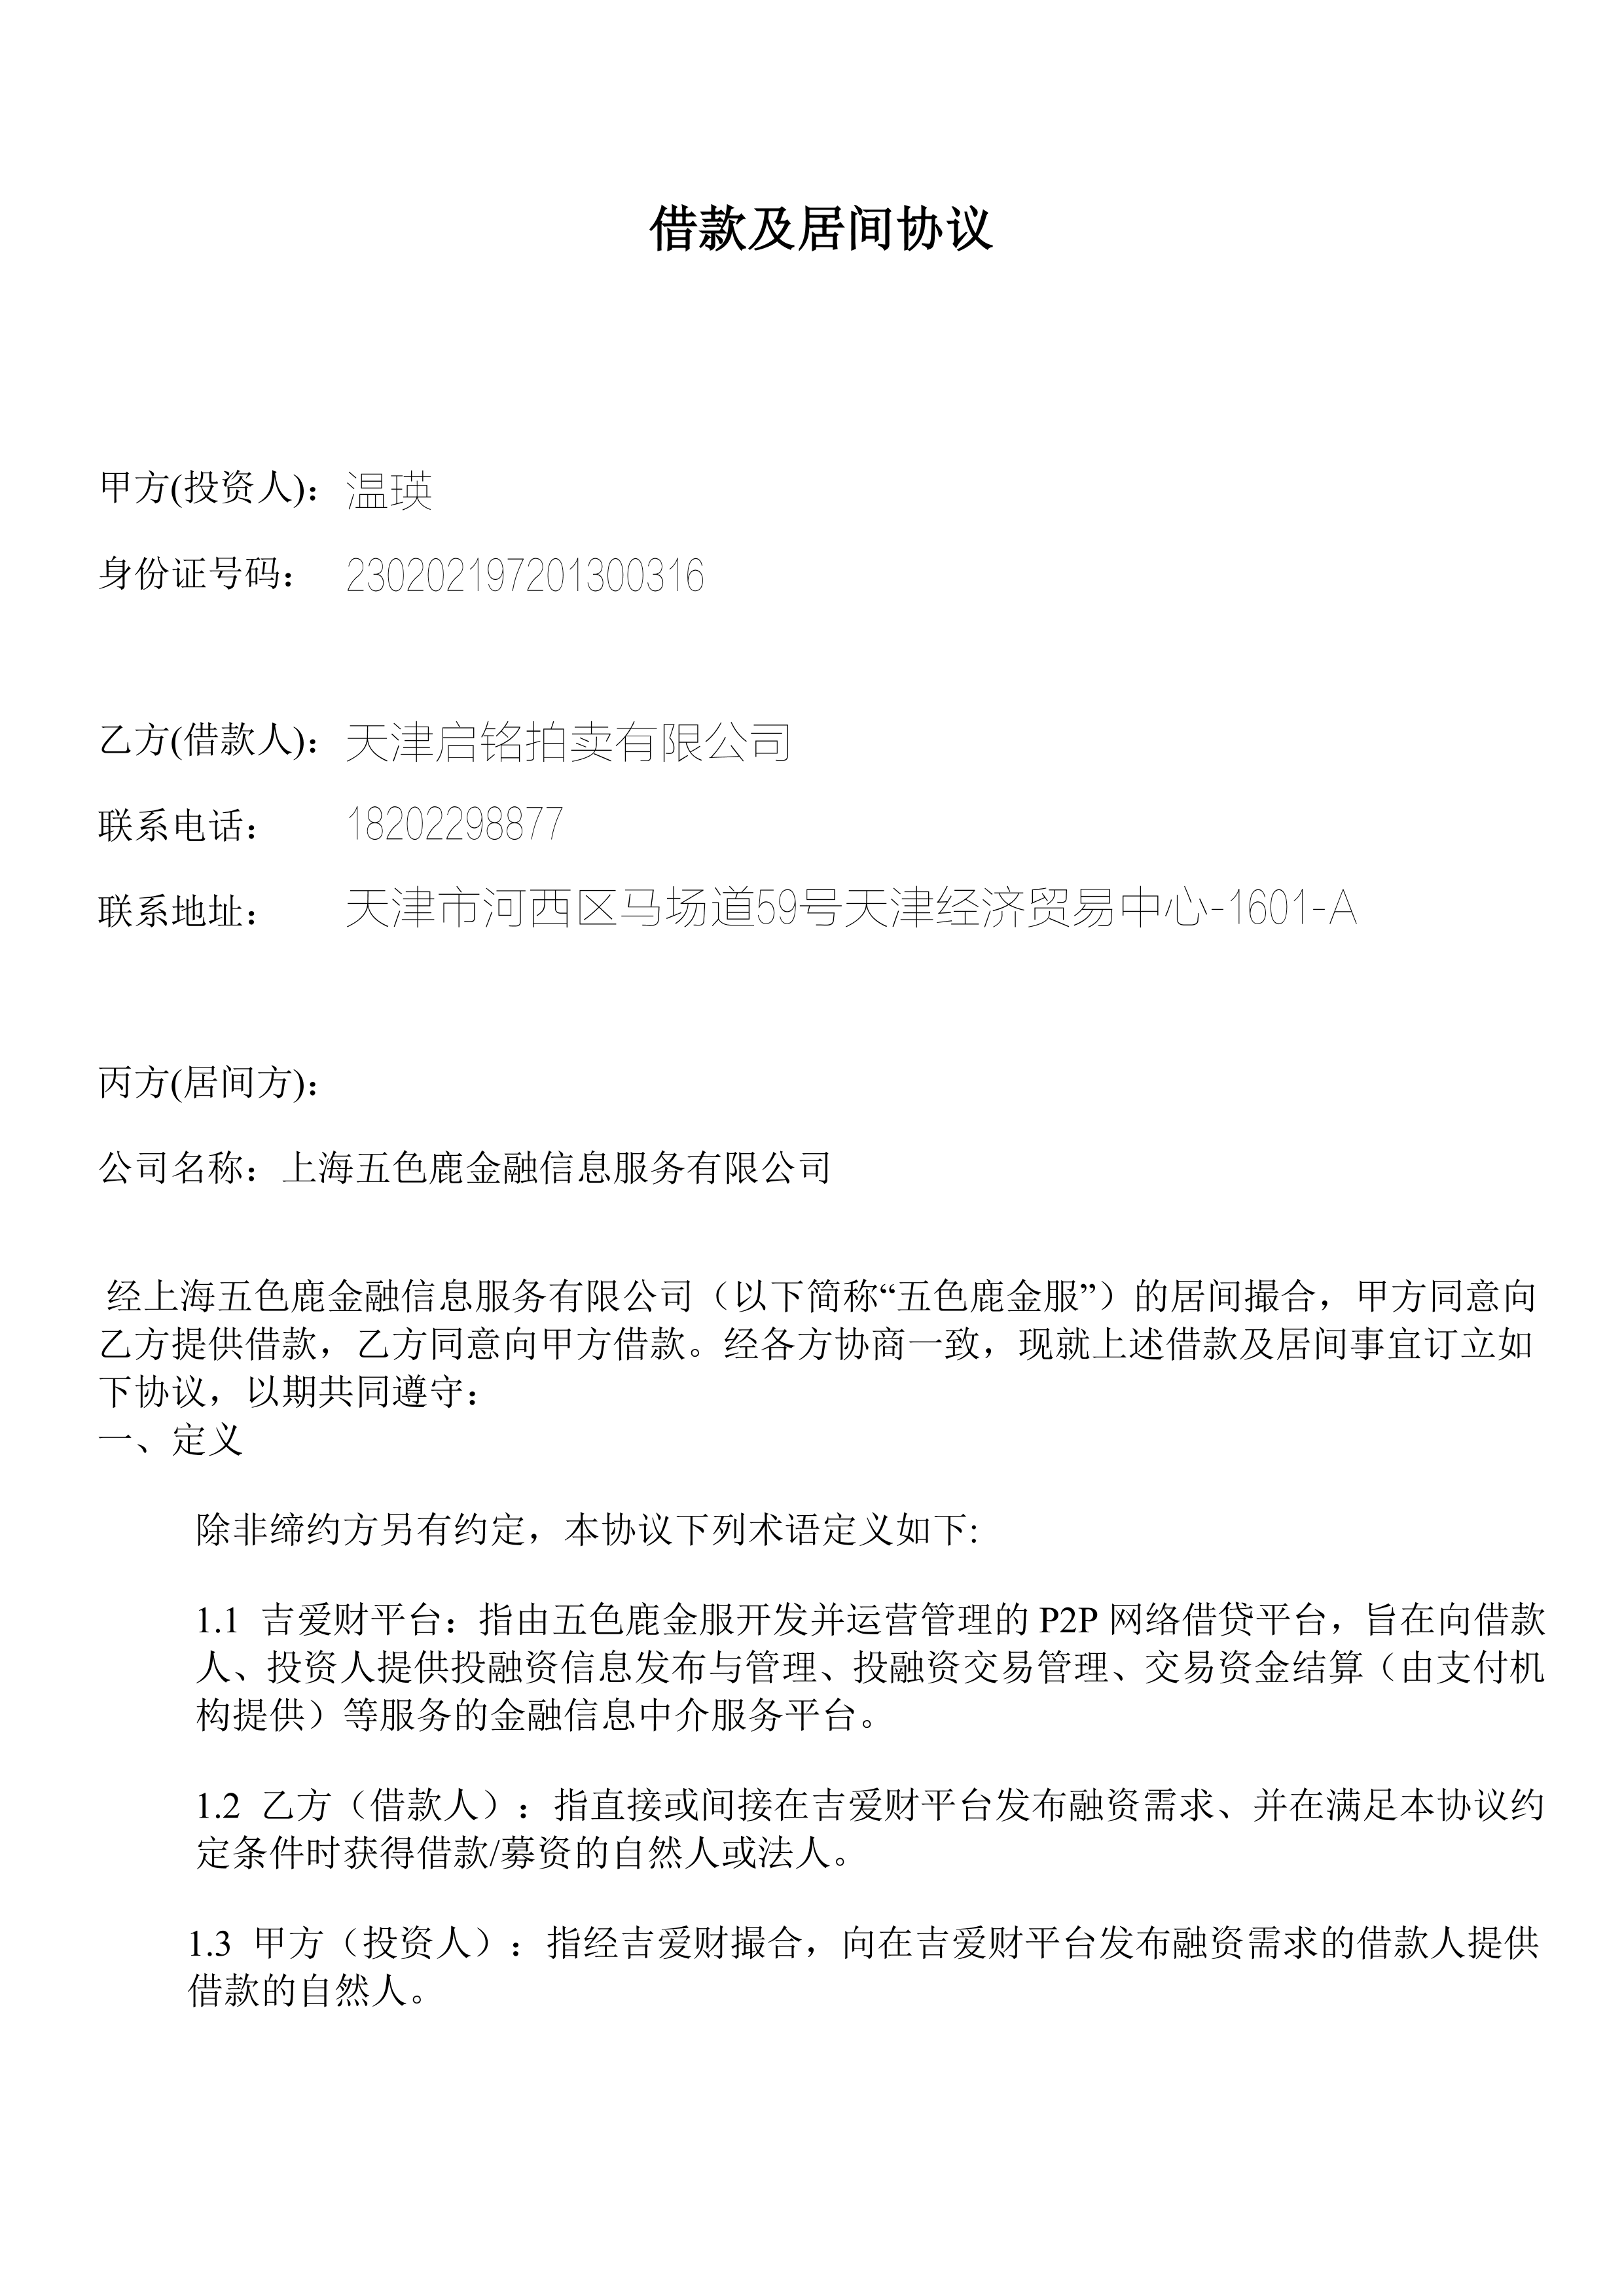 借款及居间协议
甲方(投资人)：温瑛
身份证号码： 230202197201300316
乙方(借款人)：天津启铭拍卖有限公司
联系电话： 18202298877
联系地址： 天津市河西区马场道59号天津经济贸易中心-1601-A
丙方(居间方)：
公司名称：上海五色鹿金融信息服务有限公司
经上海五色鹿金融信息服务有限公司（以下简称“五色鹿金服”）的居间撮合，甲方同意向
乙方提供借款，乙方同意向甲方借款。经各方协商一致，现就上述借款及居间事宜订立如
下协议，以期共同遵守：
一、定义
除非缔约方另有约定，本协议下列术语定义如下:
1.1 吉爱财平台：指由五色鹿金服开发并运营管理的 P2P 网络借贷平台，旨在向借款
人、投资人提供投融资信息发布与管理、投融资交易管理、交易资金结算（由支付机
构提供）等服务的金融信息中介服务平台。
1.2 乙方（借款人）：指直接或间接在吉爱财平台发布融资需求、并在满足本协议约
定条件时获得借款/募资的自然人或法人。
1.3 甲方（投资人）：指经吉爱财撮合，向在吉爱财平台发布融资需求的借款人提供
借款的自然人。